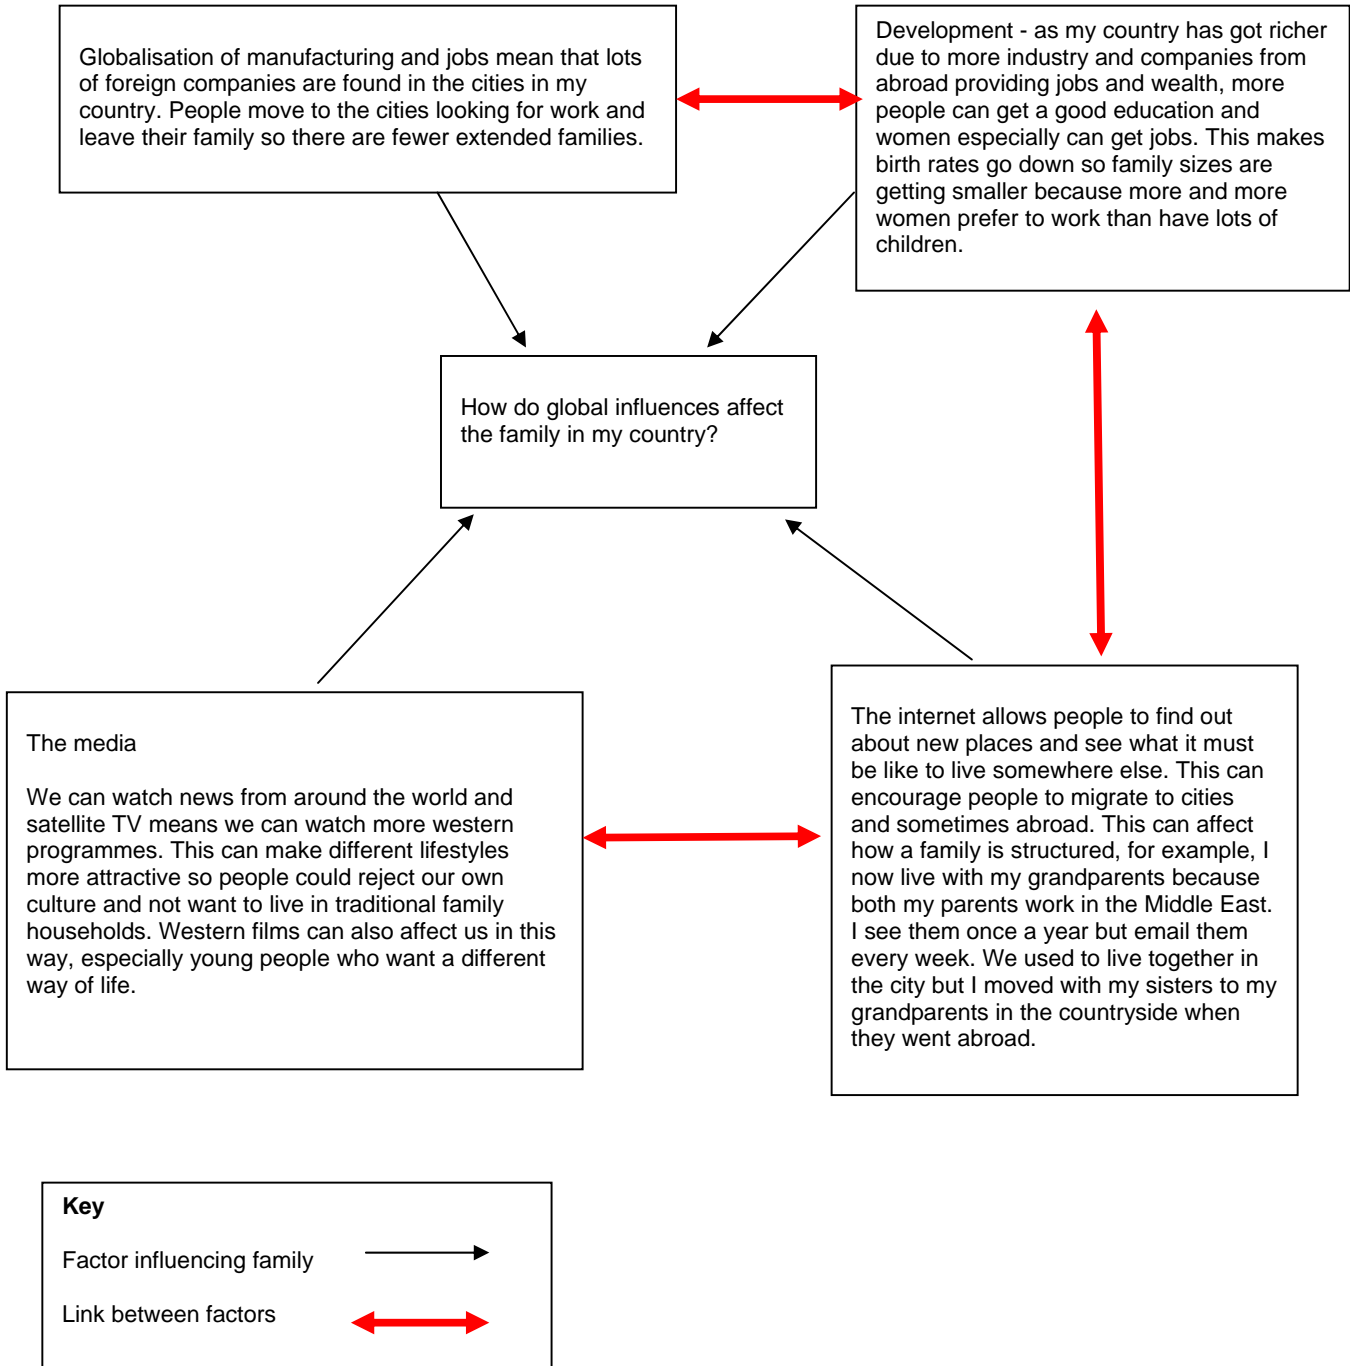 Globalisation of manufacturing and jobs mean that lots
of foreign companies are found in the cities in my
country. People move to the cities looking for work and
leave their family so there are fewer extended families.
Development - as my country has got richer
due to more industry and companies from
abroad providing jobs and wealth, more
people can get a good education and
women especially can get jobs. This makes
birth rates go down so family sizes are
getting smaller because more and more
women prefer to work than have lots of
children.
How do global influences affect
the family in my country?
The media
We can watch news from around the world and
satellite TV means we can watch more western
programmes. This can make different lifestyles
more attractive so people could reject our own
culture and not want to live in traditional family
households. Western films can also affect us in this
way, especially young people who want a different
way of life.
The internet allows people to find out
about new places and see what it must
be like to live somewhere else. This can
encourage people to migrate to cities
and sometimes abroad. This can affect
how a family is structured, for example, I
now live with my grandparents because
both my parents work in the Middle East.
I see them once a year but email them
every week. We used to live together in
the city but I moved with my sisters to my
grandparents in the countryside when
they went abroad.
Key
Factor influencing family
Link between factors